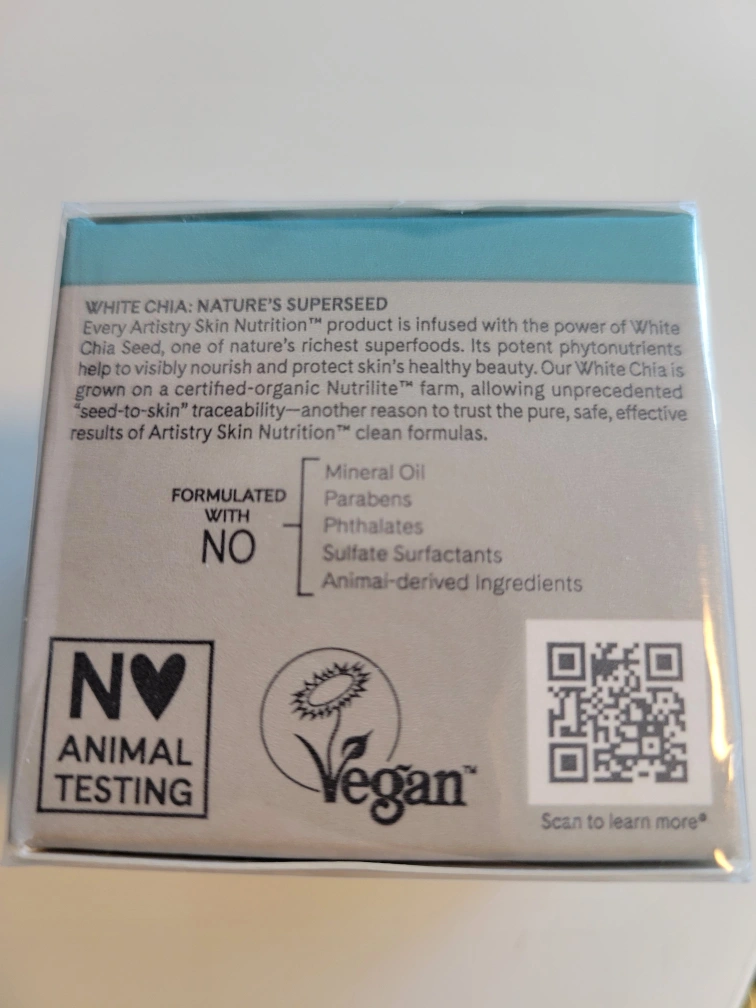 WHITE CHIA: NATURE'S SUPERSEED
Every Artistry Skin Nutrition™ product is infused with the power of White
Chia Seed, one of nature's richest superfoods. Its potent phytonutrients
help to visibly nourish and protect skin's healthy beauty. Our White Chia is
grown on a certified-organic Nutrilite™ farm, allowing unprecedented
"seed-to-skin" traceability—another reason to trust the pure, safe, effective
results of Artistry Skin Nutrition™ clean formulas.
FORMULATED
WITH
NO
Mineral Oil
Parabens
Phthalates
Sulfate Surfactants
Animal-derived Ingredients
N♥
ANIMAL
TESTING
Vegan™
Scan to learn more®